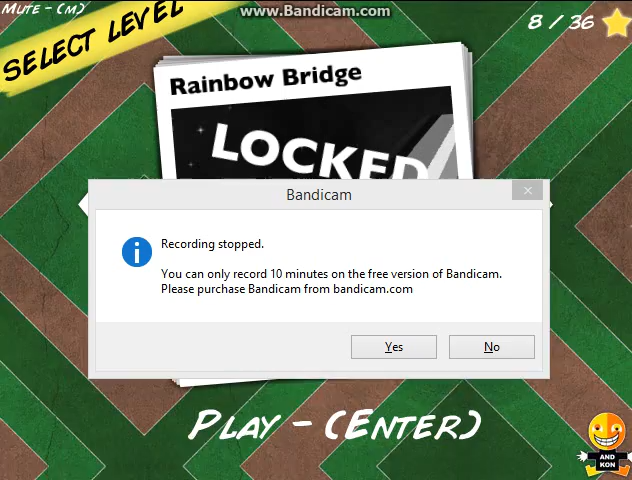 Mute - (M)
www.Bandicam.com
8 / 36
SELECT LEVEL
Rainbow Bridge
LOCKED
Bandicam
Recording stopped.
You can only record 10 minutes on the free version of Bandicam.
Please purchase Bandicam from bandicam.com
Yes
No
PLAY - (ENTER)
AND
KON